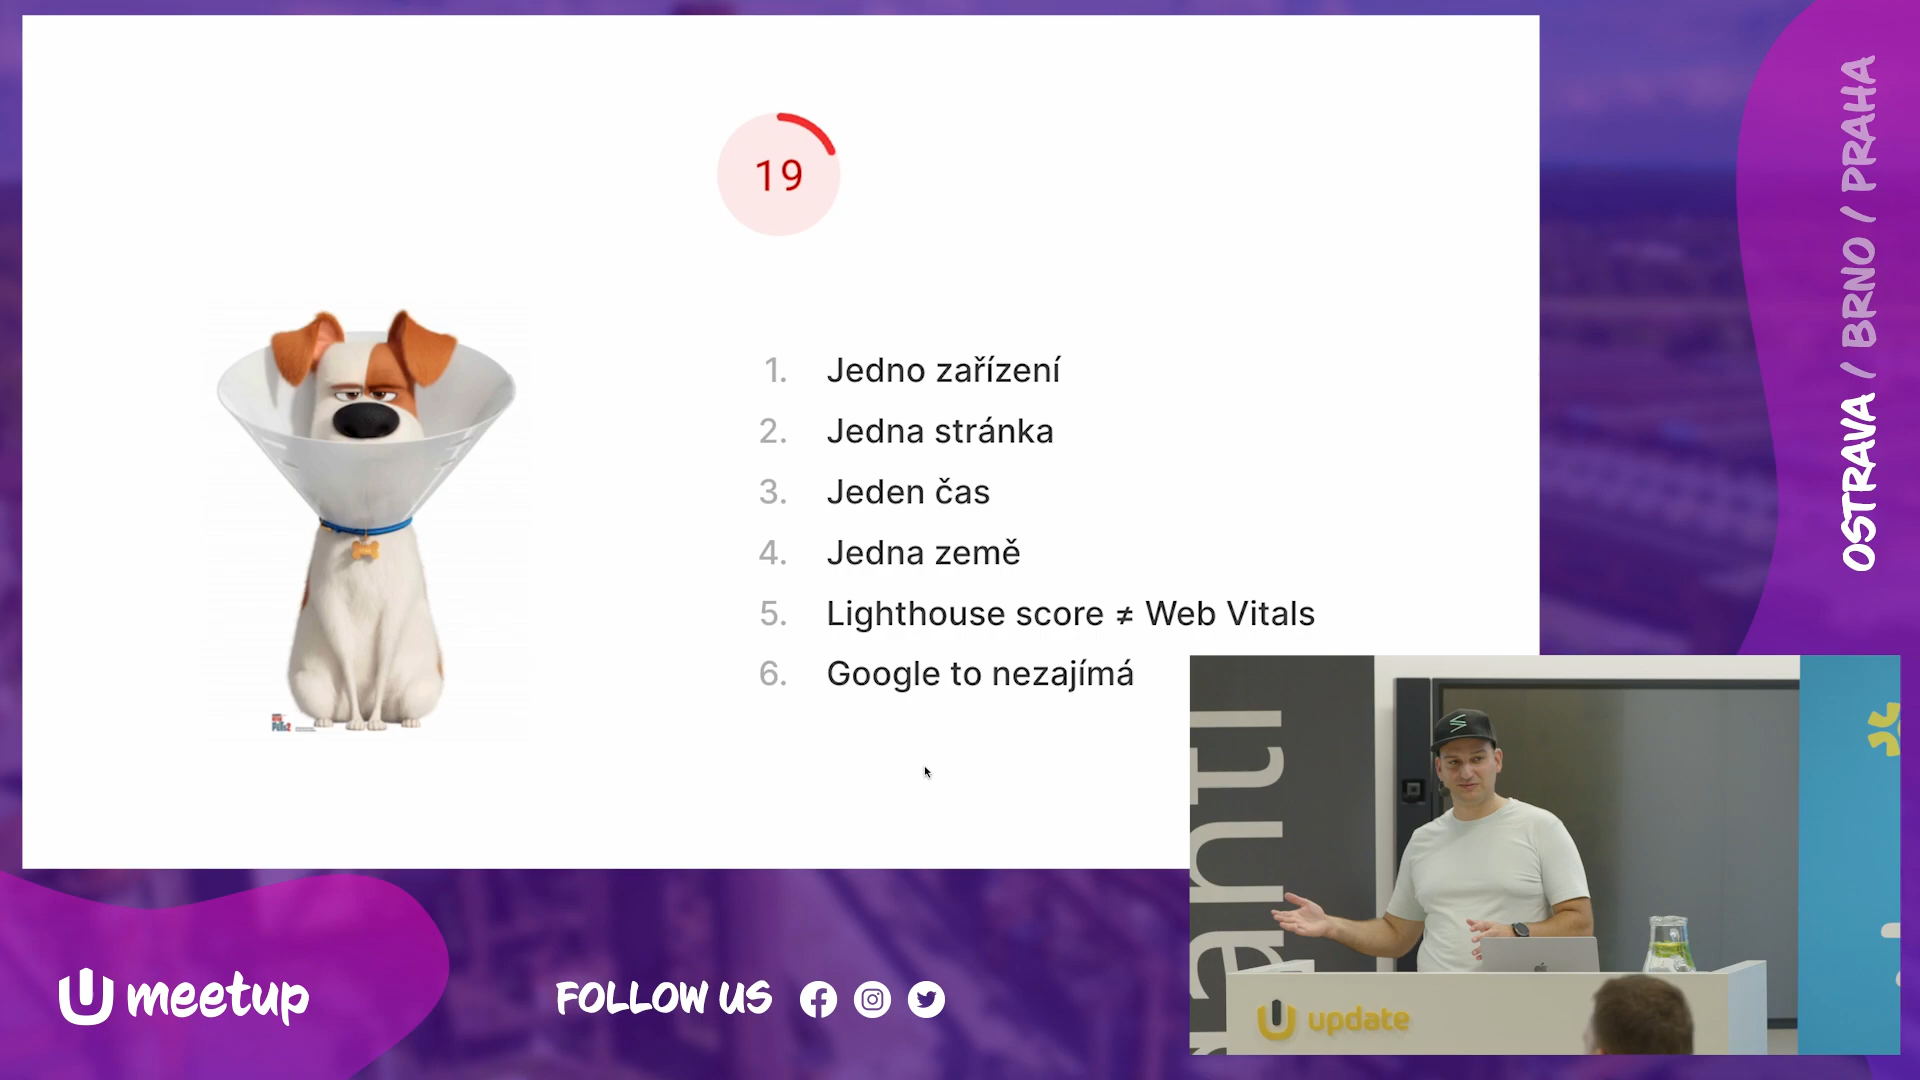 19
1. Jedno zařízení
2. Jedna stránka
3. Jeden čas
4. Jedna země
5. Lighthouse score ≠ Web Vitals
6. Google to nezajímá
OSTRAVA / BRNO / PRAHA
meetup
FOLLOW US
update